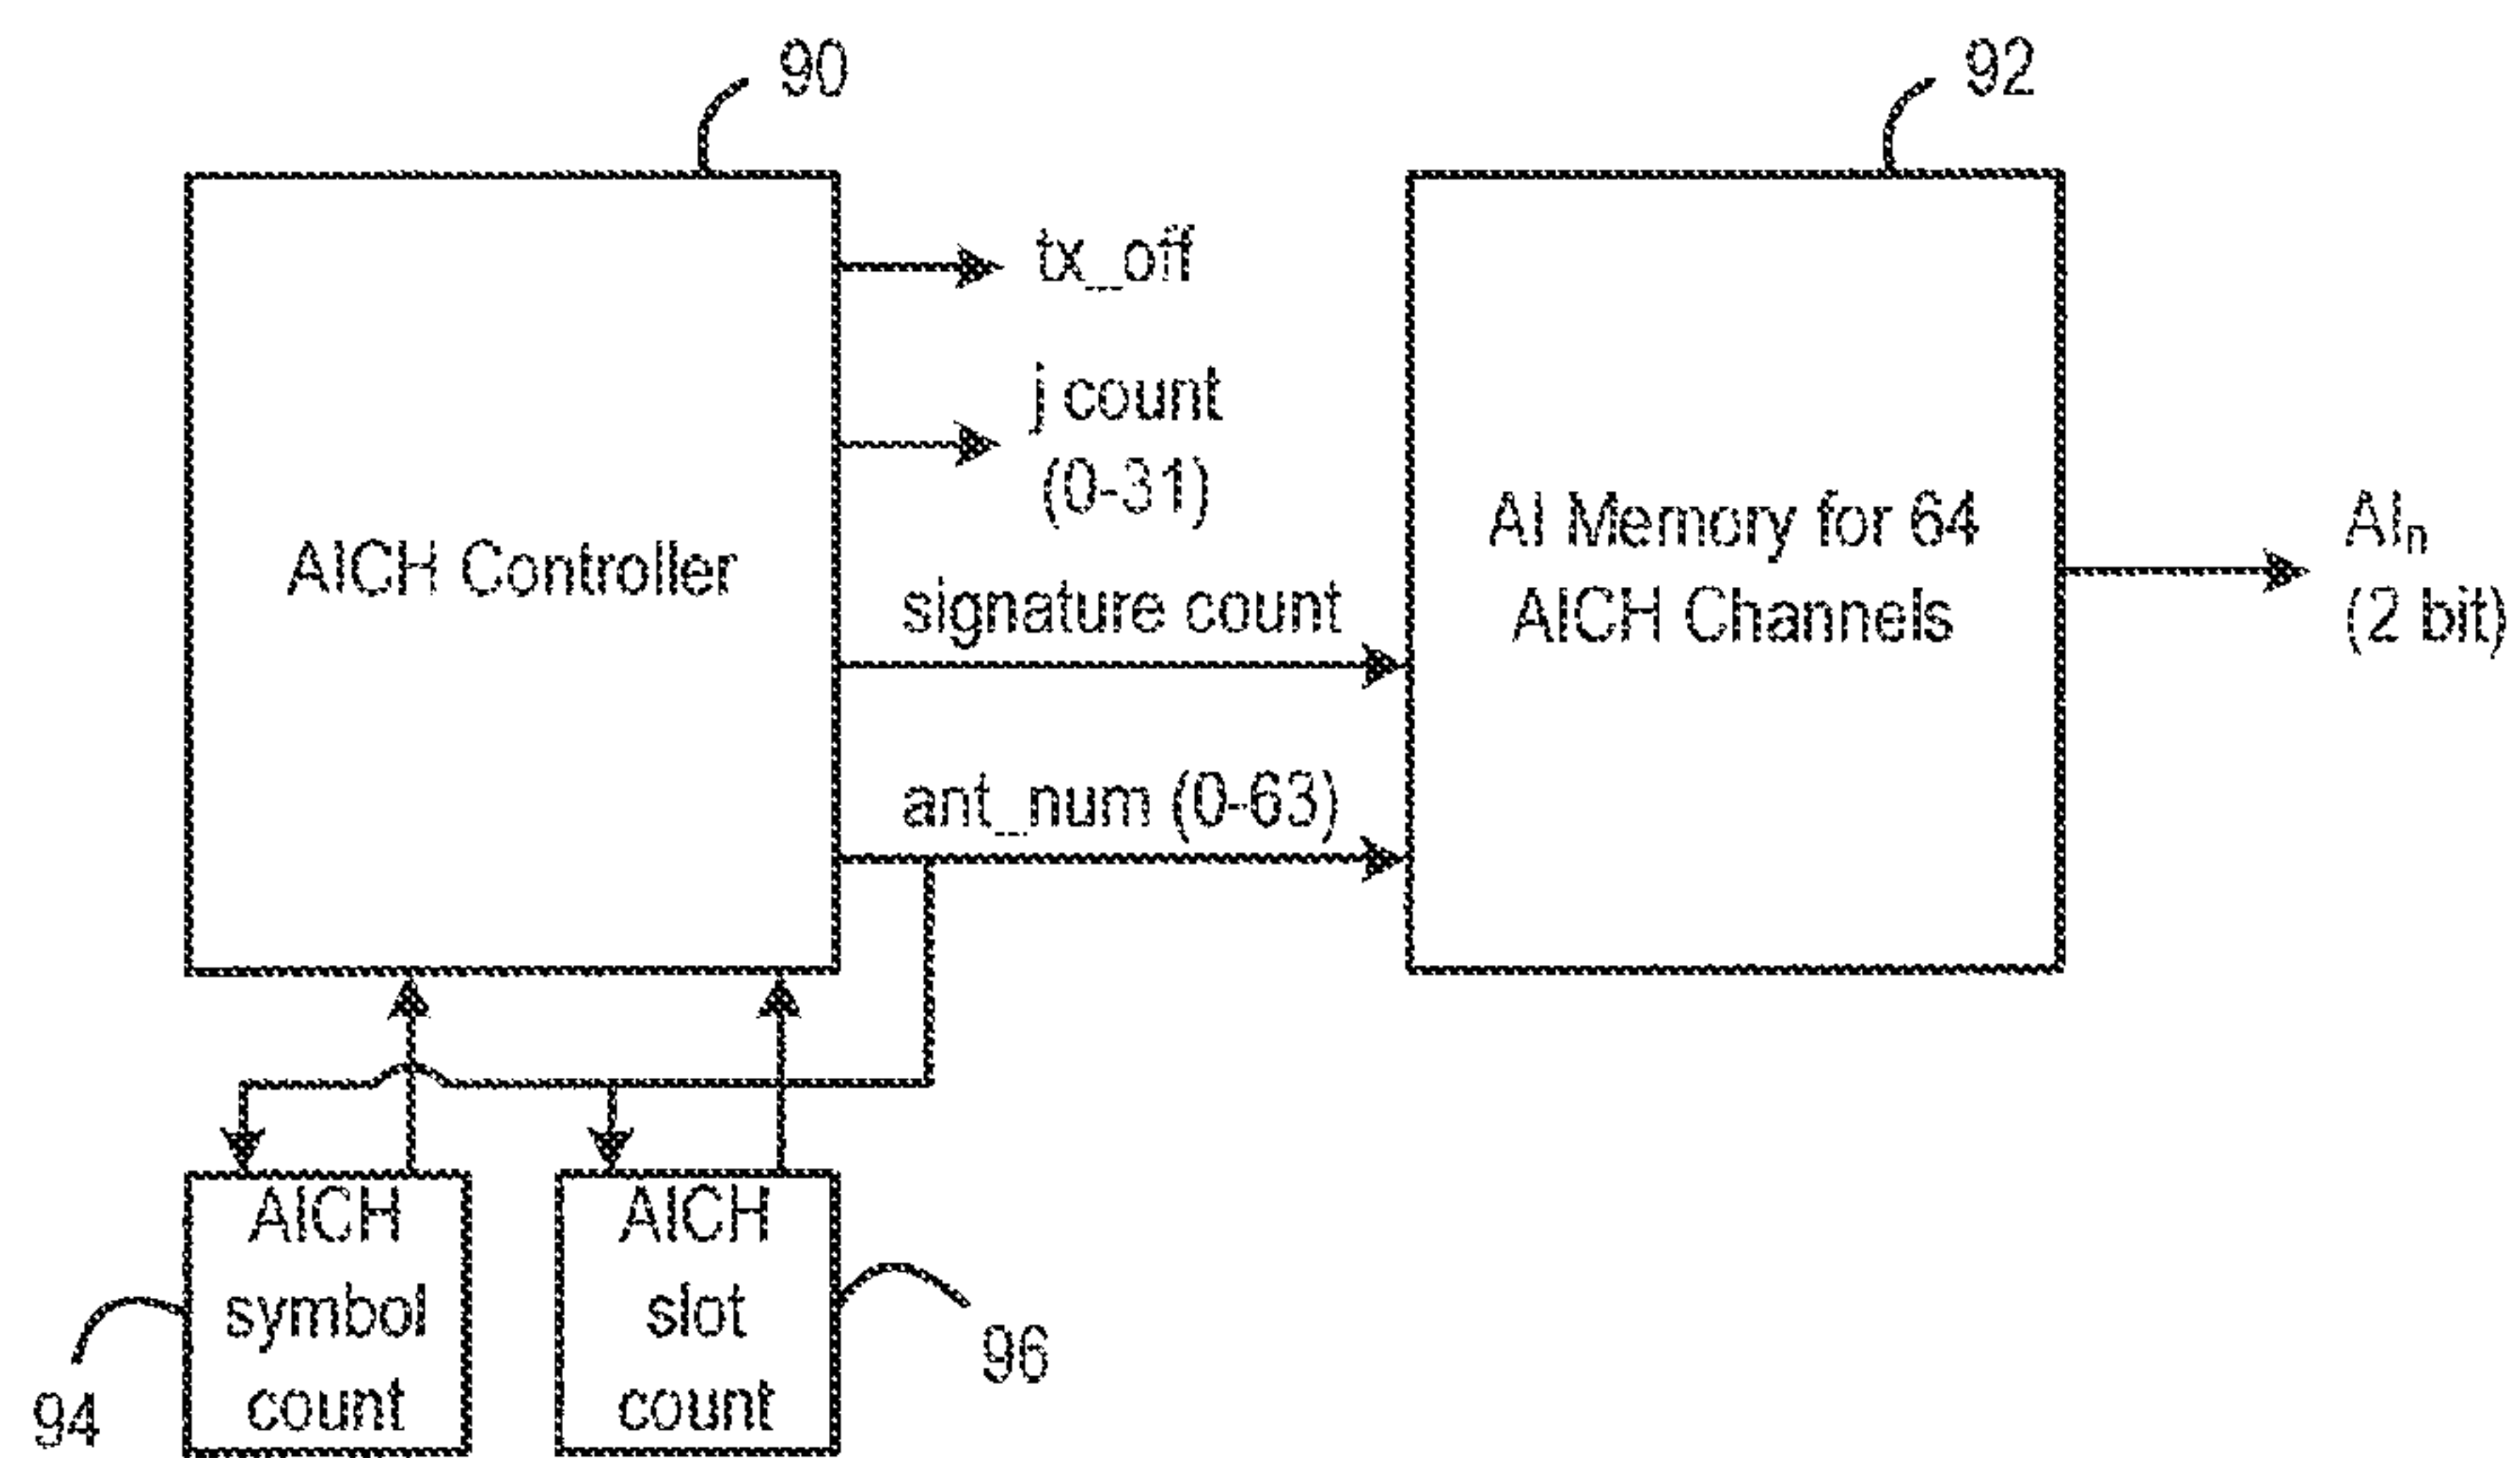 90
92
tx_off
j count
(0-31)
AICH Controller
signature count
ant_num (0-63)
AI Memory for 64
AICH Channels
AIn
(2 bit)
AICH
symbol
count
AICH
slot
count
94
96